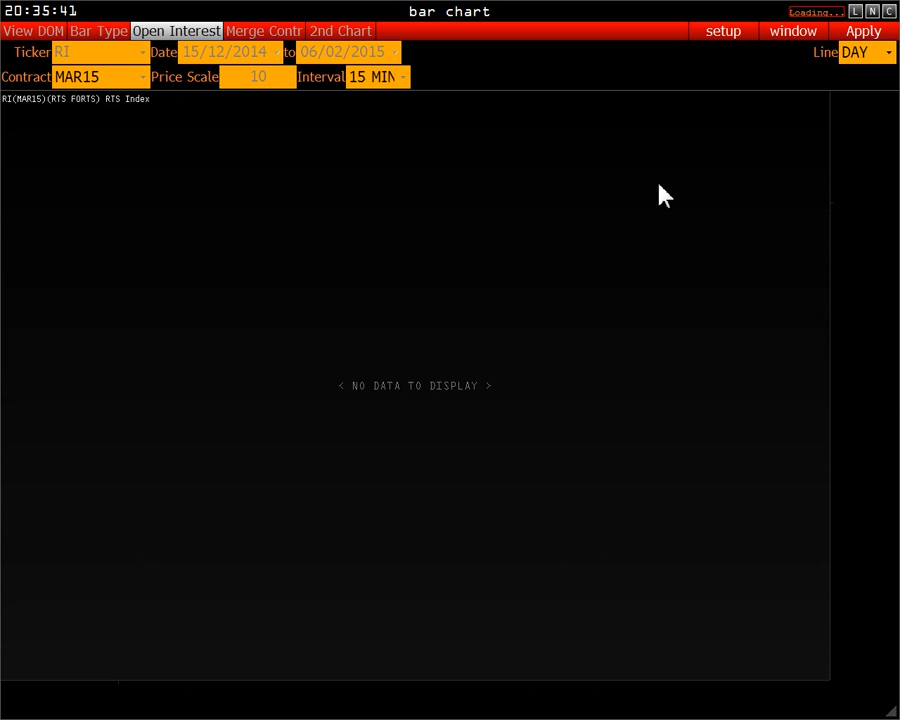 20:35:41 bar chart Loading... L N C
View DOM Bar Type Open Interest Merge Contr 2nd Chart setup window Apply
Ticker RI Date 15/12/2014 to 06/02/2015 Line DAY
Contract MAR15 Price Scale 10 Interval 15 MIN
RI(MAR15)(RTS FORTS) RTS Index
< NO DATA TO DISPLAY >